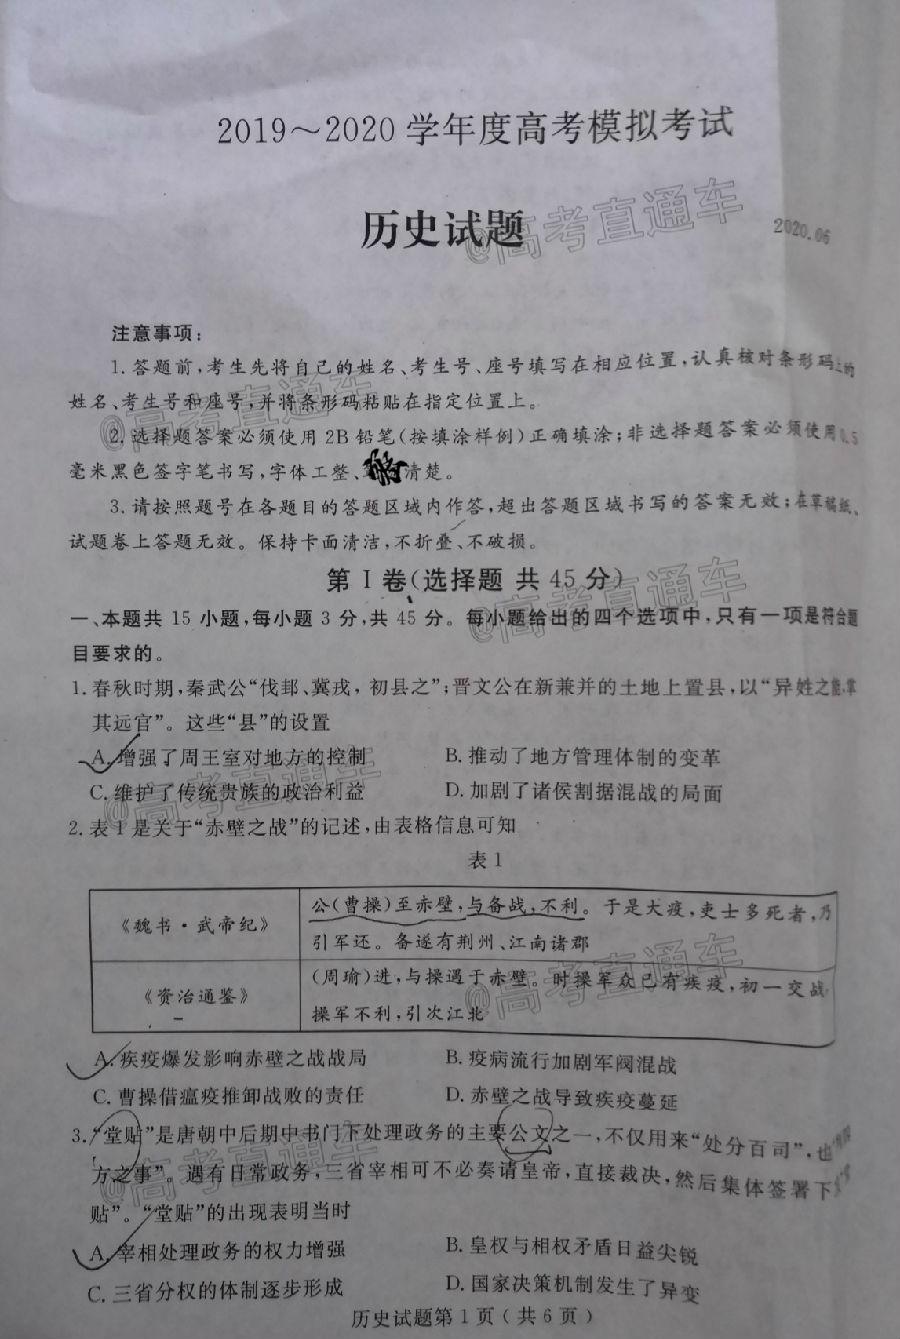 2019～2020学年度高考模拟考试
历史试题
2020.06
注意事项：
1.答题前，考生先将自己的姓名、考生号、座号填写在相应位置，认真核对条形码上的
姓名、考生号和座号，并将条形码粘贴在指定位置上。
2.选择题答案必须使用2B铅笔（按填涂样例）正确填涂；非选择题答案必须使用0.5
毫米黑色签字笔书写，字体工整、清楚。
3.请按照题号在各题目的答题区域内作答，超出答题区域书写的答案无效；在草稿纸、
试题卷上答题无效。保持卡面清洁，不折叠、不破损。
第Ⅰ卷（选择题 共45分）
一、本题共15小题，每小题3分，共45分。每小题给出的四个选项中，只有一项是符合题
目要求的。
1.春秋时期，秦武公“伐邽、冀戎，初县之”；晋文公在新兼并的土地上置县，以“异姓之能，掌
其远官”。这些“县”的设置
A.增强了周王室对地方的控制 B.推动了地方管理体制的变革
C.维护了传统贵族的政治利益 D.加剧了诸侯割据混战的局面
2.表1是关于“赤壁之战”的记述，由表格信息可知
表1
《魏书·武帝纪》 公（曹操）至赤壁，与备战，不利。于是大疫，吏士多死者，乃
引军还。备遂有荆州、江南诸郡
《资治通鉴》 （周瑜）进，与操遇于赤壁。时操军众已有疾疫，初一交战
操军不利，引次江北
A.疾疫爆发影响赤壁之战战局 B.疫病流行加剧军阀混战
C.曹操借瘟疫推卸战败的责任 D.赤壁之战导致疾疫蔓延
3.“堂贴”是唐朝中后期中书门下处理政务的主要公文之一，不仅用来“处分百司”，也
方之事”。遇有日常政务，三省宰相可不必奏请皇帝，直接裁决，然后集体签署下
贴”。“堂贴”的出现表明当时
A.宰相处理政务的权力增强 B.皇权与相权矛盾日益尖锐
C.三省分权的体制逐步形成 D.国家决策机制发生了异变
历史试题第1页（共6页）
@高考直通车
@高考直通车
@高考直通车
@高考直通车
@高考直通车
@高考直通车